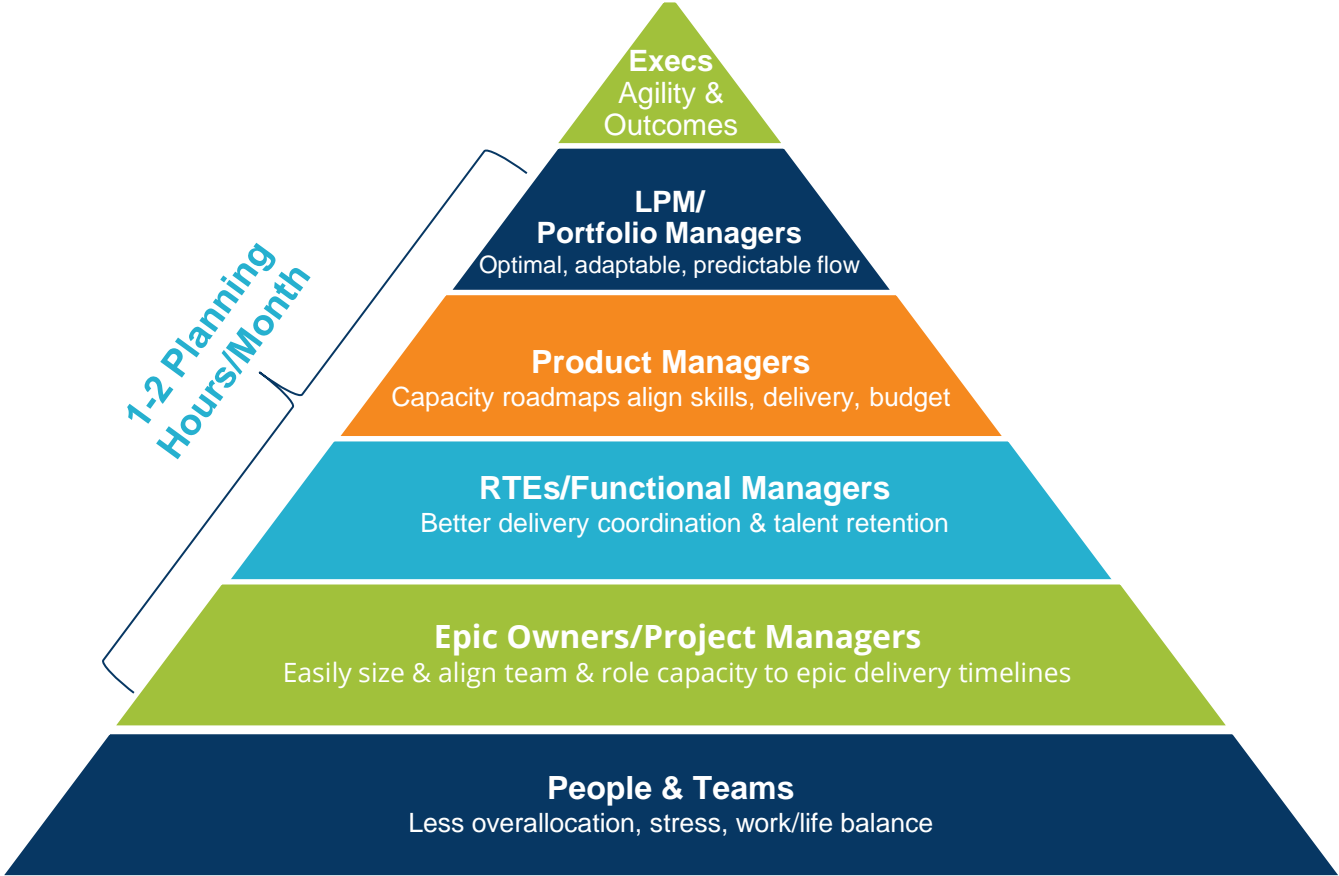 Execs
Agility &
Outcomes
LPM/
Portfolio Managers
Optimal, adaptable, predictable flow
1-2 Planning
Hours/Month
Product Managers
Capacity roadmaps align skills, delivery, budget
RTEs/Functional Managers
Better delivery coordination & talent retention
Epic Owners/Project Managers
Easily size & align team & role capacity to epic delivery timelines
People & Teams
Less overallocation, stress, work/life balance